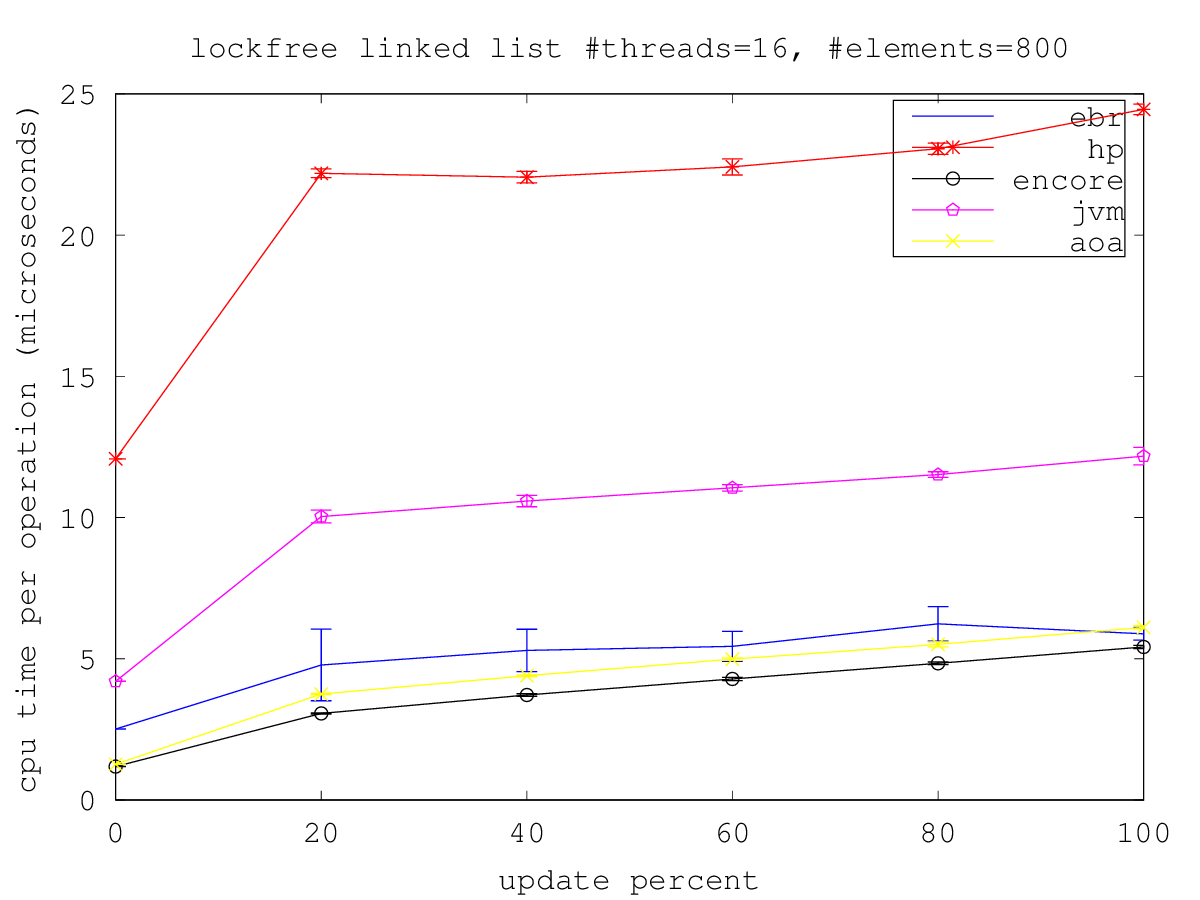 lockfree linked list #threads=16, #elements=800
cpu time per operation (microseconds)
25
20
15
10
5
0
ebr
hp
encore
jvm
aoa
0 20 40 60 80 100
update percent